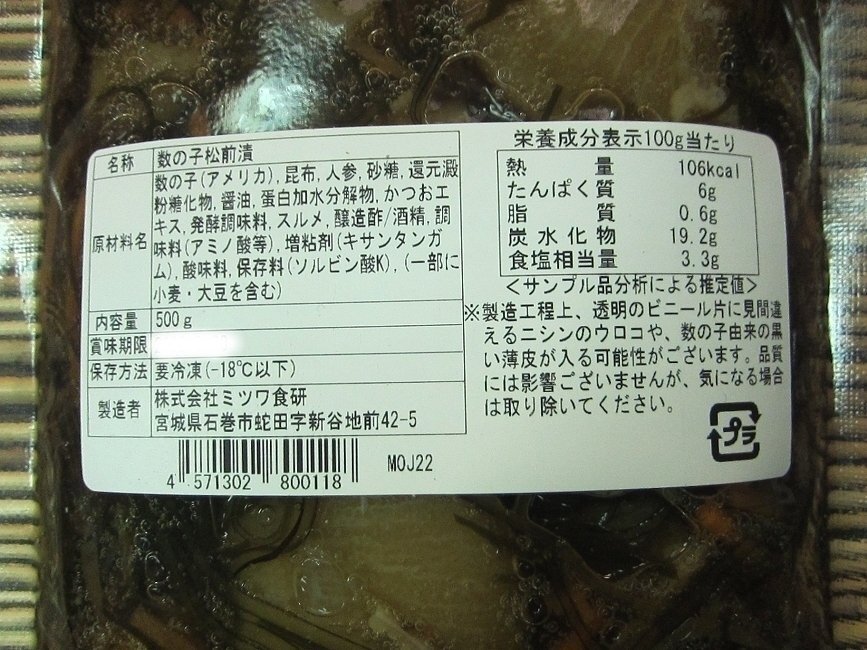 名称 数の子松前漬
原材料名 数の子(アメリカ), 昆布, 人参, 砂糖, 還元澱
粉糖化物, 醤油, 蛋白加水分解物, かつおエ
キス, 発酵調味料, スルメ, 醸造酢/酒精, 調
味料(アミノ酸等), 増粘剤(キサンタンガ
ム), 酸味料, 保存料(ソルビン酸K), (一部に
小麦・大豆を含む)
内容量 500g
賞味期限
保存方法 要冷凍(-18℃以下)
製造者 株式会社ミツワ食研
宮城県石巻市蛇田字新谷地前42-5
4 571302 800118
MOJ22
栄養成分表示100g当たり
熱量 106kcal
たんぱく質 6g
脂質 0.6g
炭水化物 19.2g
食塩相当量 3.3g
<サンプル品分析による推定値>
※製造工程上、透明のビニール片に見間違
えるニシンのウロコや、数の子由来の黒
い薄皮が入る可能性がございます。品質
には影響ございませんが、気になる場合
は取り除いてください。
プラ